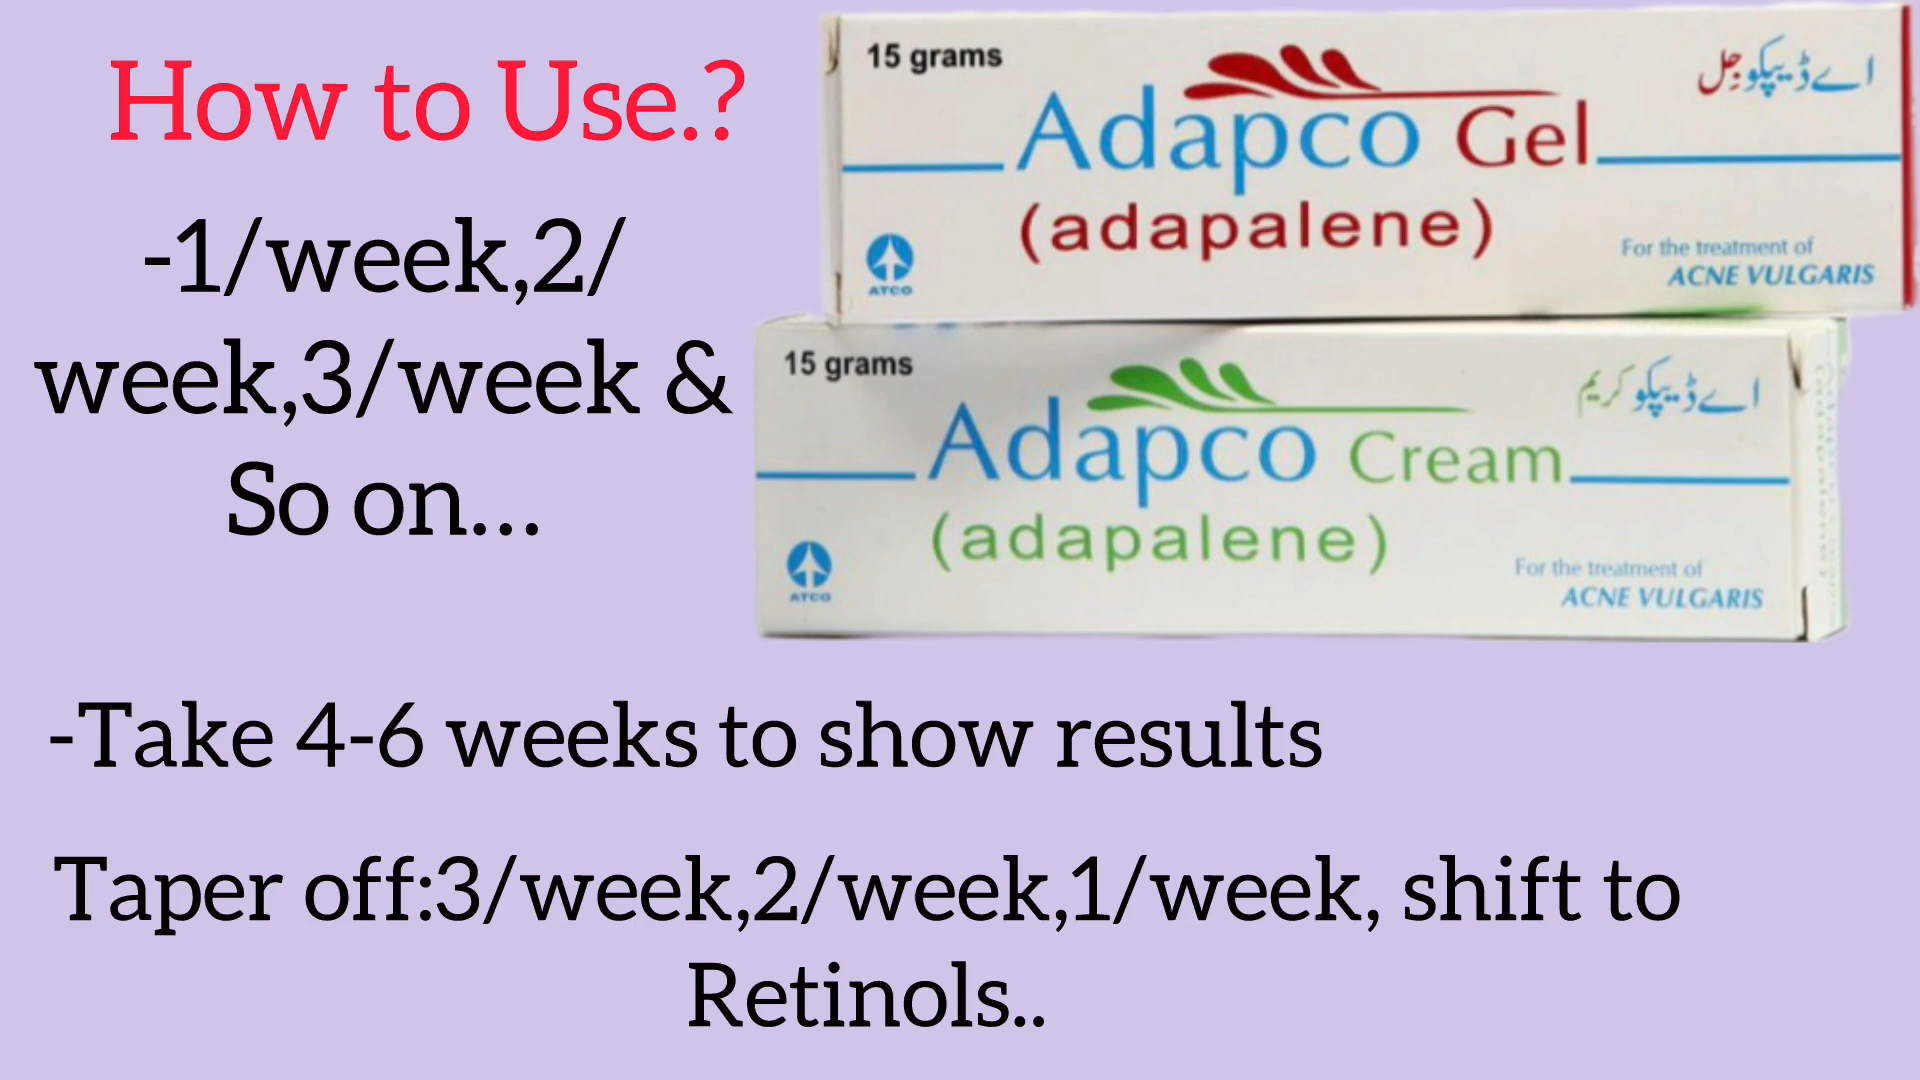 How to Use.?
-1/week,2/
week,3/week &
So on...
15 grams
اے ڈیپکو جل
Adapco Gel
(adapalene)
ATCO
For the treatment of
ACNE VULGARIS
15 grams
اے ڈیپکو کریم
Adapco Cream
(adapalene)
ATCO
For the treatment of
ACNE VULGARIS
-Take 4-6 weeks to show results
Taper off:3/week,2/week,1/week, shift to
Retinols..